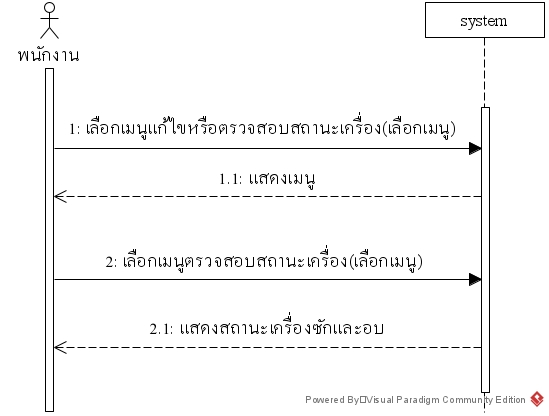 system
พนักงาน
1: เลือกเมนูแก้ไขหรือตรวจสอบสถานะเครื่อง(เลือกเมนู)
1.1: แสดงเมนู
2: เลือกเมนูตรวจสอบสถานะเครื่อง(เลือกเมนู)
2.1: แสดงสถานะเครื่องซักและอบ
Powered By□Visual Paradigm Community Edition